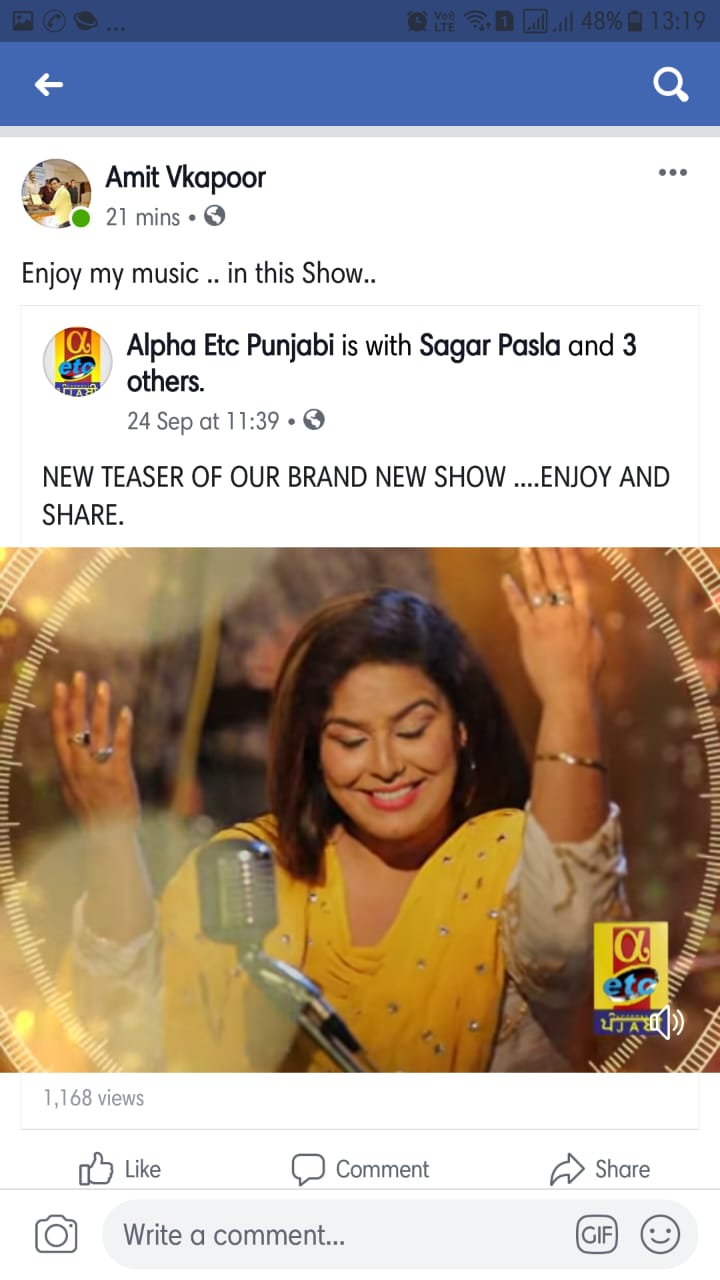 Vo))
LTE
1
48%
13:19
Amit Vkapoor
21 mins •
Enjoy my music .. in this Show..
α
etc
Alpha Etc Punjabi is with Sagar Pasla and 3
others.
24 Sep at 11:39 •
NEW TEASER OF OUR BRAND NEW SHOW ....ENJOY AND
SHARE.
α
etc
1,168 views
Like
Comment
Share
Write a comment...
GIF